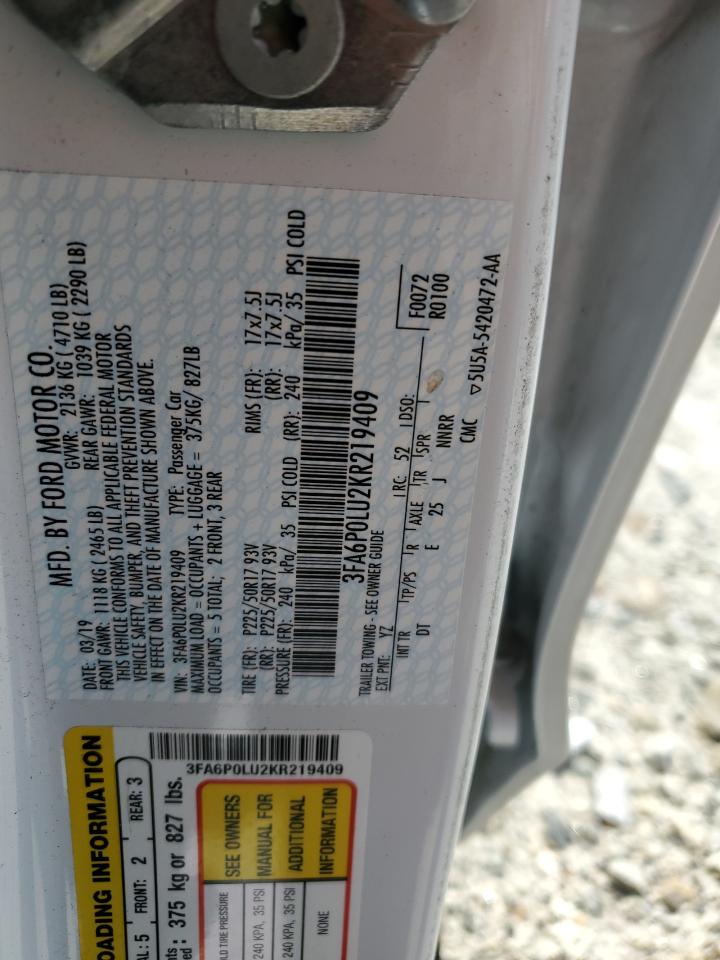 MFD. BY FORD MOTOR CO.
DATE: 03/19 GVWR: 2136 KG ( 4710 LB)
FRONT GAWR: 1118 KG ( 2465 LB) REAR GAWR: 1039 KG ( 2290 LB)
THIS VEHICLE CONFORMS TO ALL APPLICABLE FEDERAL MOTOR
VEHICLE SAFETY, BUMPER, AND THEFT PREVENTION STANDARDS
IN EFFECT ON THE DATE OF MANUFACTURE SHOWN ABOVE.
VIN: 3FA6P0LU2KR219409 TYPE: Passenger Car
MAXIMUM LOAD = OCCUPANTS + LUGGAGE = 375KG/ 827LB
OCCUPANTS = 5 TOTAL; 2 FRONT, 3 REAR
TIRE (FR): P225/50R17 93V RIMS (FR): 17x7.5J
(RR): P225/50R17 93V (RR): 17x7.5J
PRESSURE (FR): 240 kPa/ 35 PSI COLD (RR): 240 kPa/ 35 PSI COLD
3FA6P0LU2KR219409
TRAILER TOWING - SEE OWNER GUIDE
EXT PNT: YZ RC: 52 DSO: F0072
R0100
INT TR TP/PS R AXLE TR SPR
DT E 25 J NNRR
CMC ▽5U5A-5420472-AA
OADING INFORMATION
AL: 5 FRONT: 2 REAR: 3
375 kg or 827 lbs.
3FA6P0LU2KR219409
LD TIRE PRESSURE SEE OWNERS
240 KPA, 35 PSI MANUAL FOR
240 KPA, 35 PSI ADDITIONAL
NONE INFORMATION